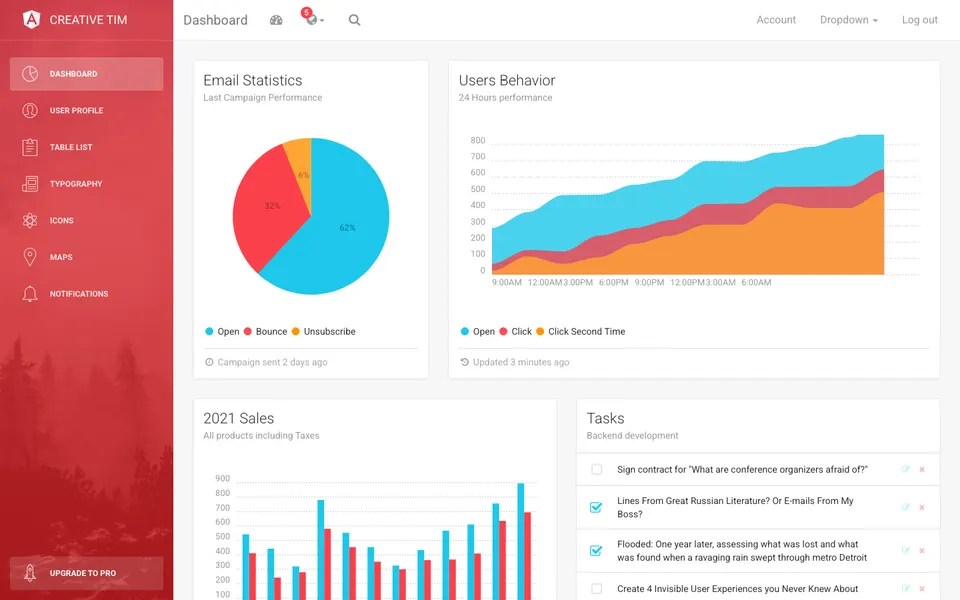 CREATIVE TIM
DASHBOARD
USER PROFILE
TABLE LIST
TYPOGRAPHY
ICONS
MAPS
NOTIFICATIONS
UPGRADE TO PRO
Dashboard
5
Account
Dropdown
Log out
Email Statistics
Last Campaign Performance
6%
32%
62%
Open Bounce Unsubscribe
Campaign sent 2 days ago
Users Behavior
24 Hours performance
800
700
600
500
400
300
200
100
0
9:00AM 12:00AM 3:00PM 6:00PM 9:00PM 12:00PM 3:00AM 6:00AM
Open Click Click Second Time
Updated 3 minutes ago
2021 Sales
All products including Taxes
900
800
700
600
500
400
300
200
100
Tasks
Backend development
Sign contract for "What are conference organizers afraid of?"
Lines From Great Russian Literature? Or E-mails From My
Boss?
Flooded: One year later, assessing what was lost and what
was found when a ravaging rain swept through metro Detroit
Create 4 Invisible User Experiences you Never Knew About